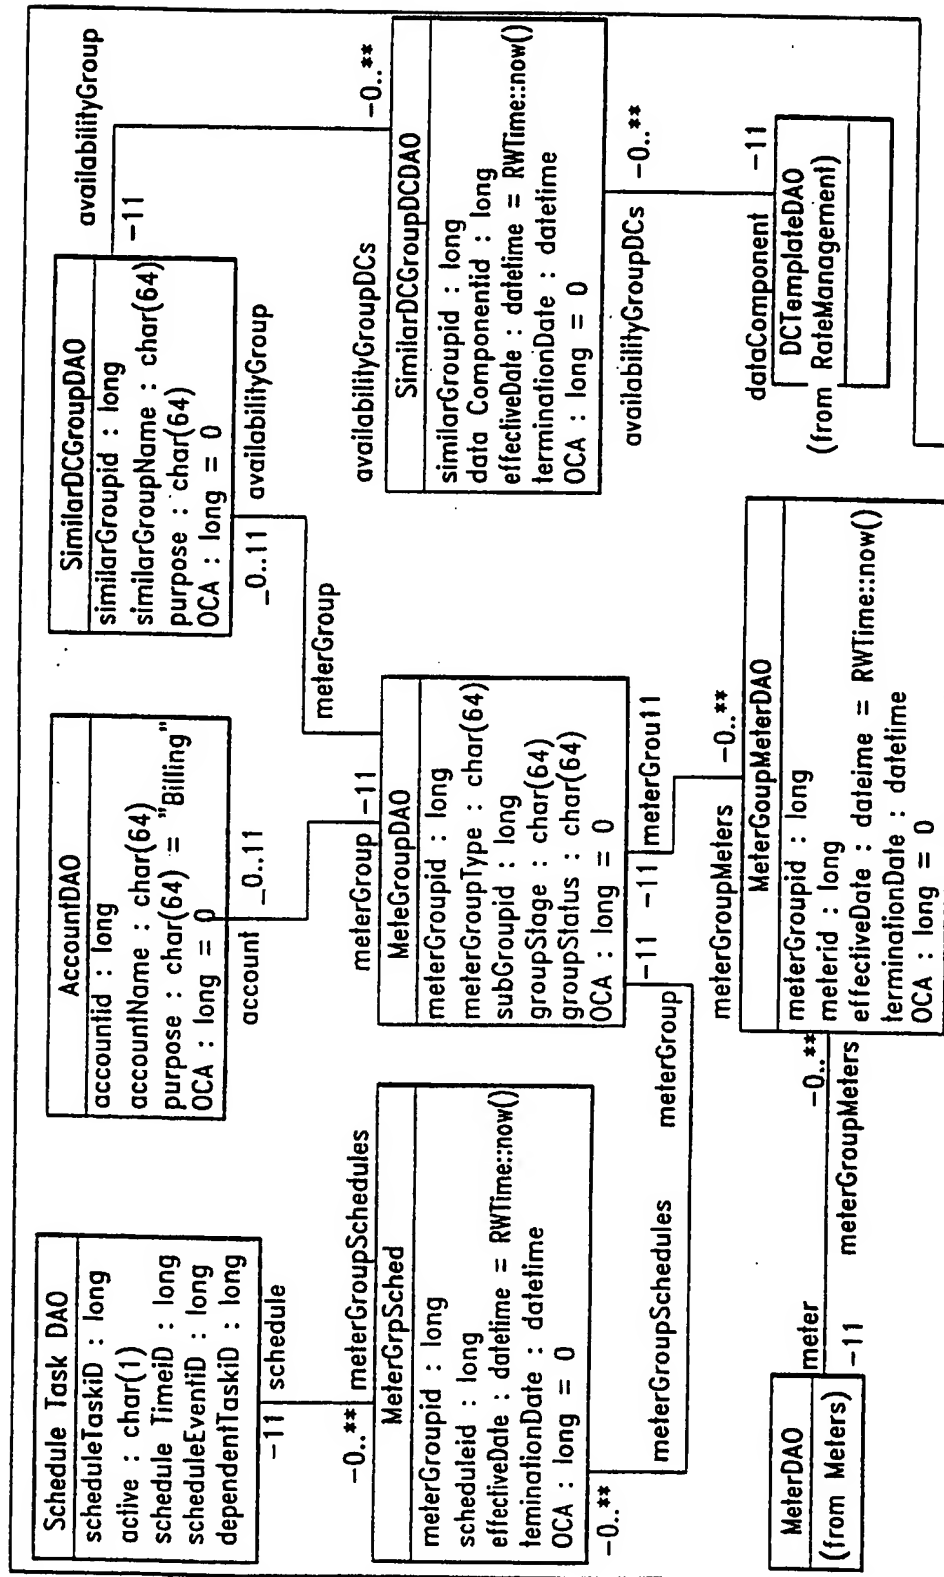 Schedule Task DAO
scheduleTaskiD : long
active : char(1)
schedule TimeiD : long
scheduleEventiD : long
dependentTaskiD : long
-11
schedule
-0..**
meterGroupSchedules
MeterGrpSched
meterGroupid : long
scheduleid : long
effectiveDate : datetime = RWTime::now()
teminationDate : datetime
OCA : long = 0
-0..**
meterGroupSchedules
meterGroup
-11
AccountDAO
accountid : long
accountName : char(64)
purpose : char(64) = "Billing"
OCA : long = 0
account
_0..11
meterGroup
-11
MeteGroupDAO
meterGroupid : long
meterGroupType : char(64)
subGroupid : long
groupStage : char(64)
groupStatus : char(64)
OCA : long = 0
-11
meterGrou11
meterGroupMeters
-0..**
MeterGoupMeterDAO
meterGroupid : long
meterid : long
effectiveDate : dateime = RWTime::now()
terminationDate : datetime
OCA : long = 0
-0..**
meterGroupMeters
meter
-11
MeterDAO
(from Meters)
SimilarDCGroupDAO
similarGroupid : long
similarGroupName : char(64)
purpose : char(64)
OCA : long = 0
_0..11
availabilityGroup
meterGroup
-11
availabilityGroup
-0..**
availabilityGroupDCs
SimilarDCGroupDCDAO
similarGroupid : long
data Componentid : long
effectiveDate : datetime = RWTime::now()
terminationDate : datetime
OCA : long = 0
availabilityGroupDCs
-0..**
dataComponent
-11
DCTemplateDAO
(from RateManagement)